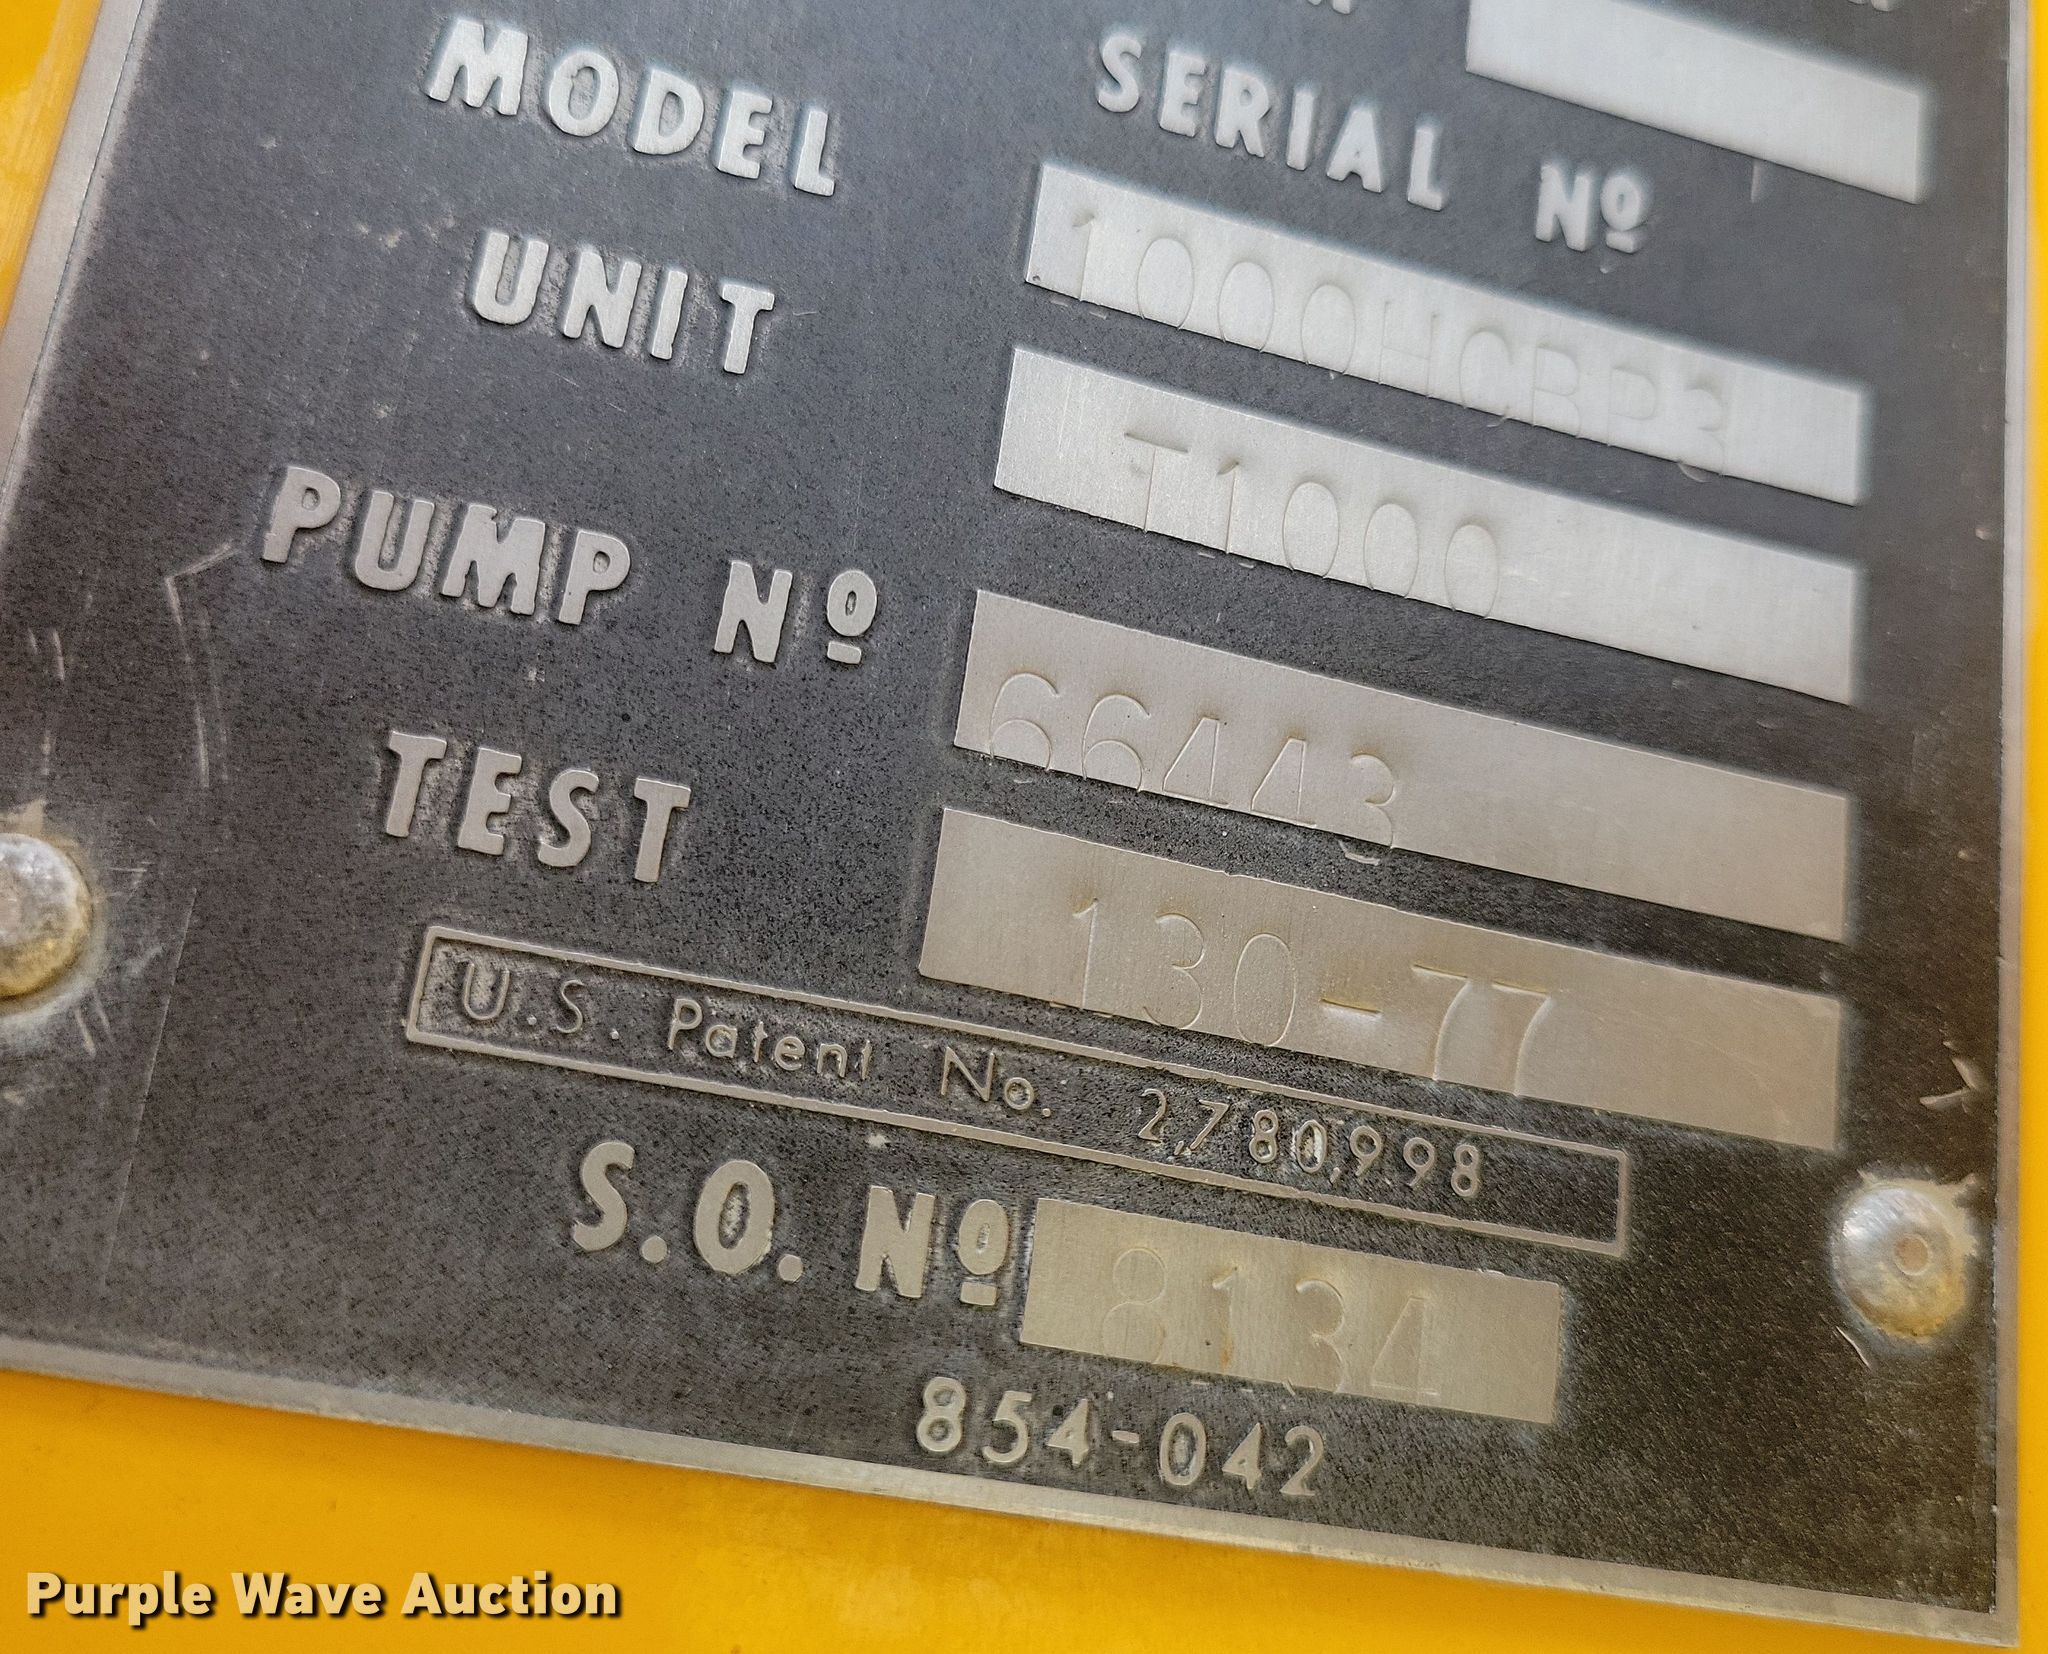 MODEL SERIAL Nº
1000HCBP3
UNIT T1000
PUMP Nº 66443
TEST 130-77
U.S. Patent No. 2,780,998
S.O. Nº 8134
854-042
Purple Wave Auction